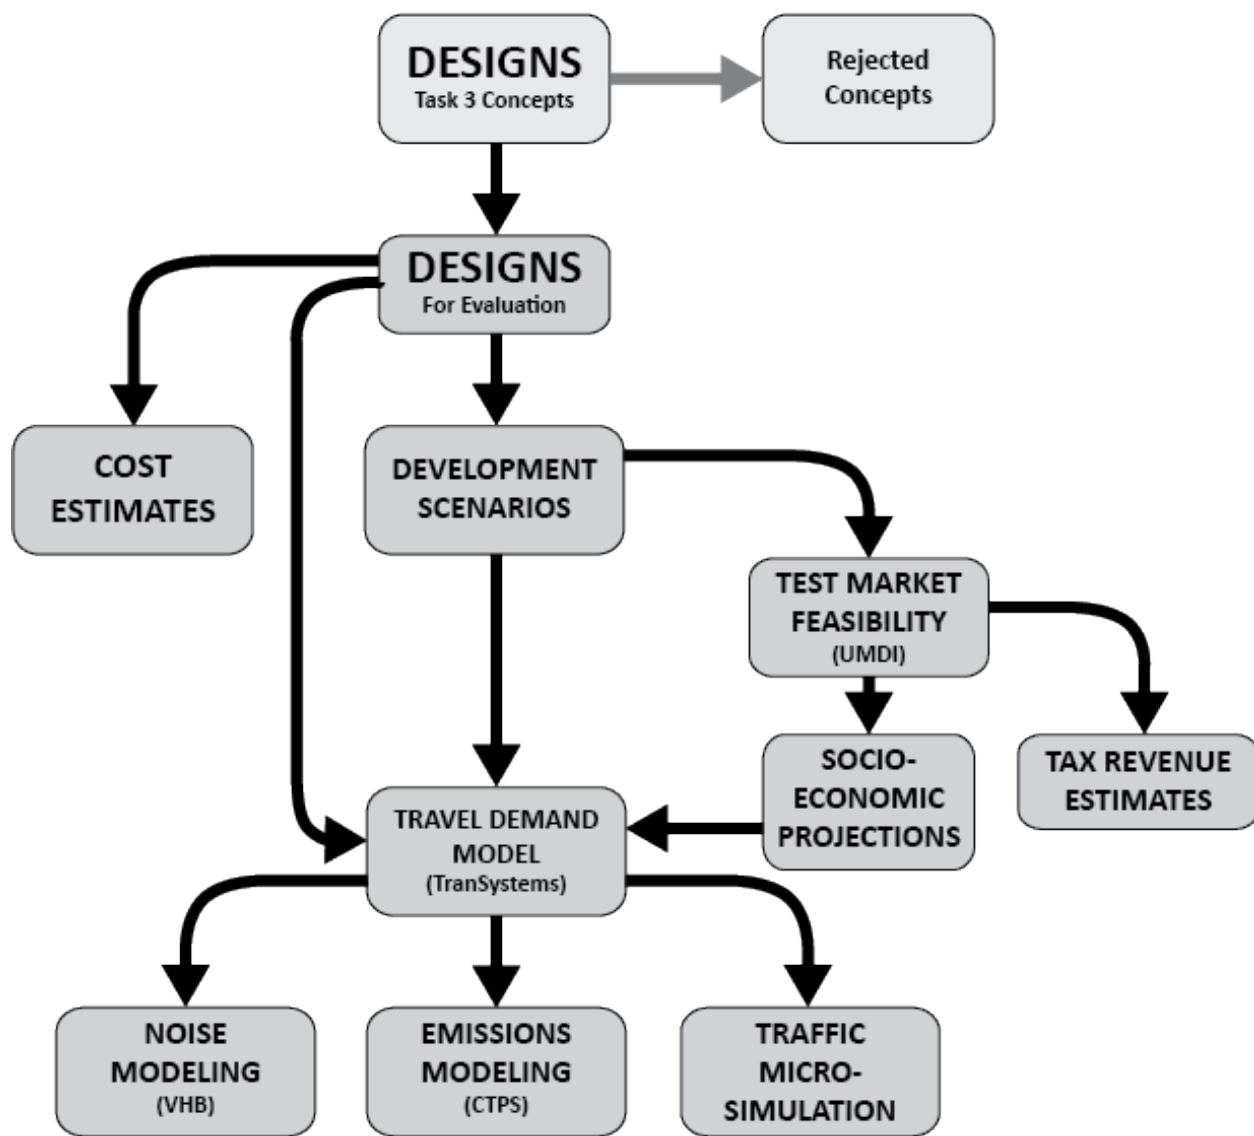 DESIGNS
Task 3 Concepts
Rejected
Concepts
DESIGNS
For Evaluation
COST
ESTIMATES
DEVELOPMENT
SCENARIOS
TEST MARKET
FEASIBILITY
(UMDI)
SOCIO-
ECONOMIC
PROJECTIONS
TAX REVENUE
ESTIMATES
TRAVEL DEMAND
MODEL
(TranSystems)
NOISE
MODELING
(VHB)
EMISSIONS
MODELING
(CTPS)
TRAFFIC
MICRO-
SIMULATION